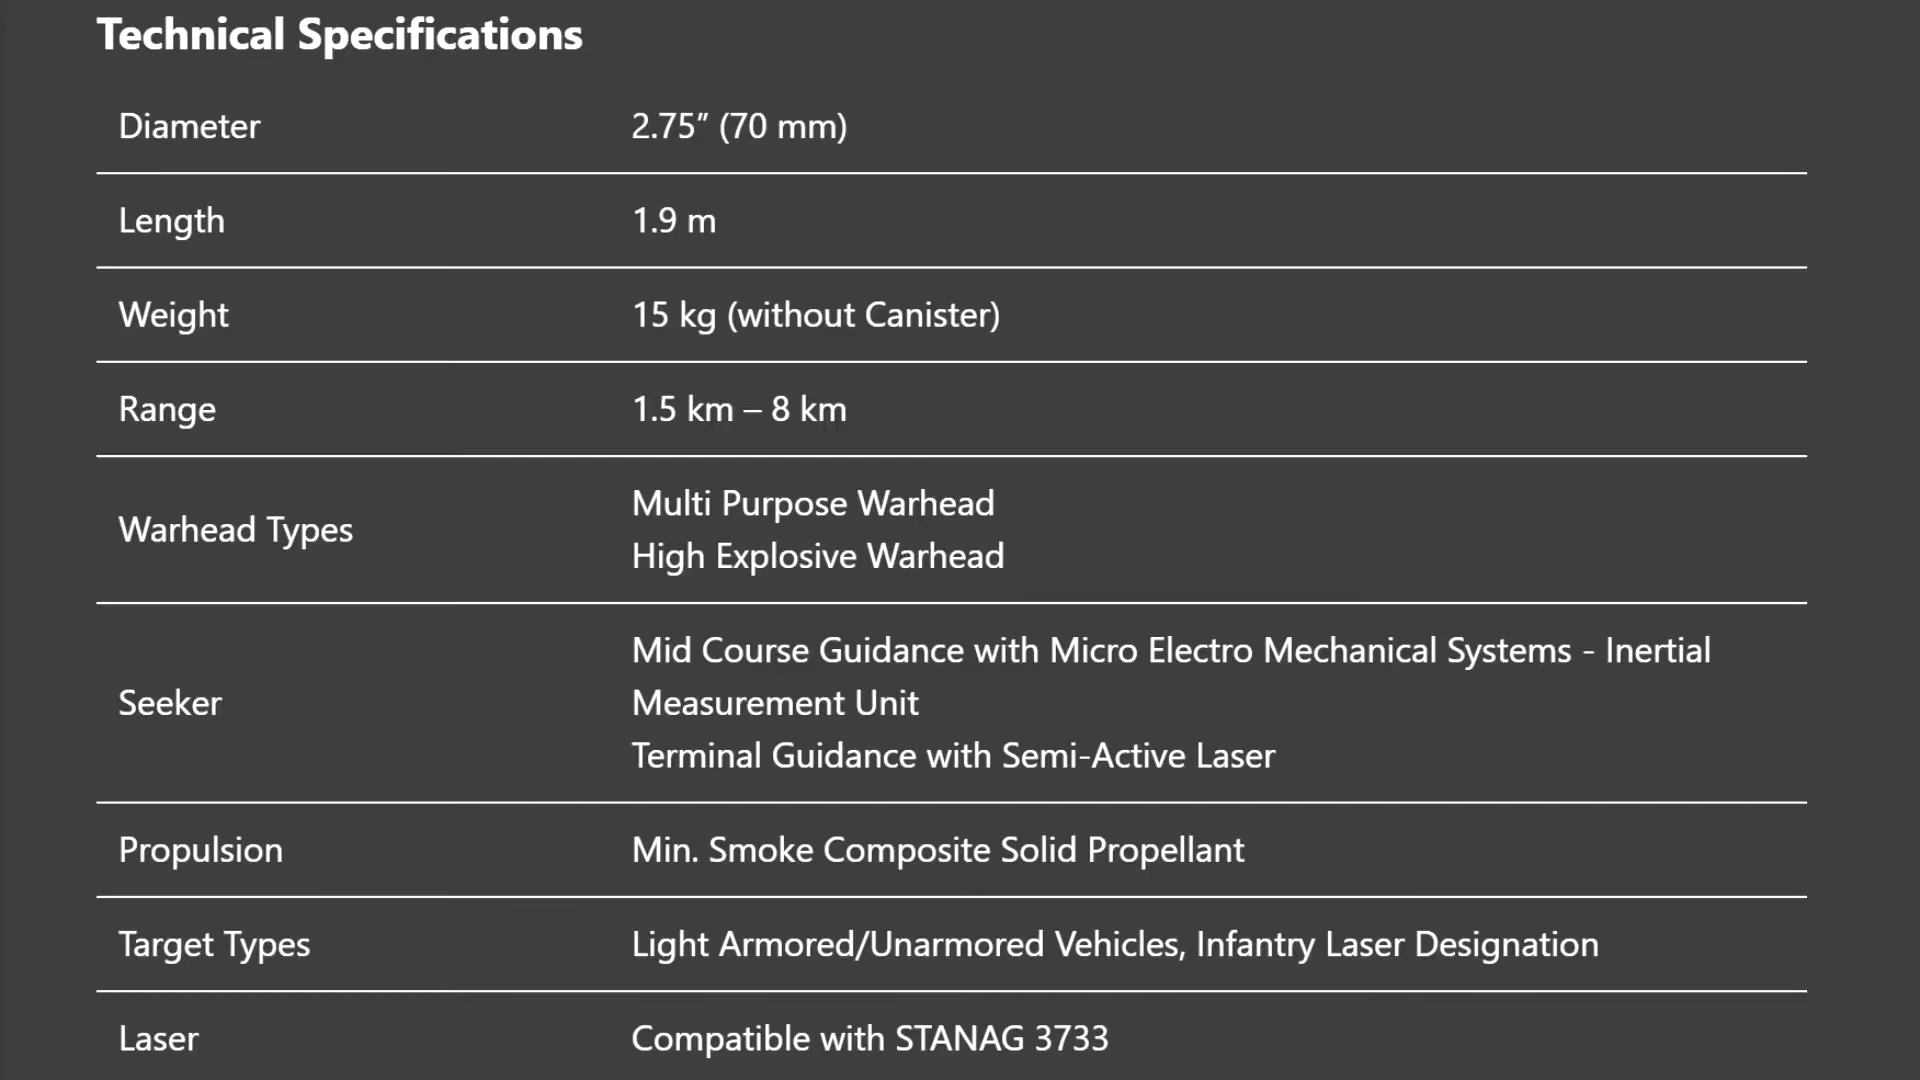 Technical Specifications
Diameter 2.75” (70 mm)
Length 1.9 m
Weight 15 kg (without Canister)
Range 1.5 km – 8 km
Warhead Types
Multi Purpose Warhead
High Explosive Warhead
Seeker
Mid Course Guidance with Micro Electro Mechanical Systems - Inertial
Measurement Unit
Terminal Guidance with Semi-Active Laser
Propulsion Min. Smoke Composite Solid Propellant
Target Types Light Armored/Unarmored Vehicles, Infantry Laser Designation
Laser Compatible with STANAG 3733